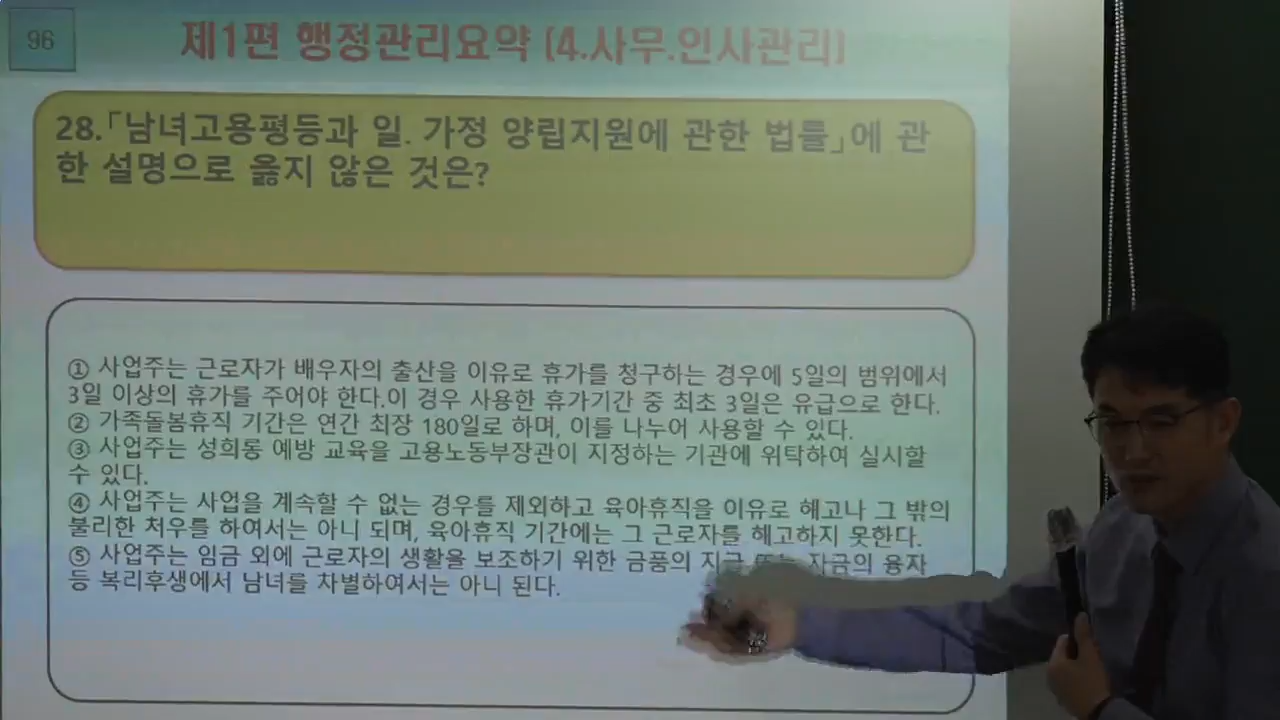 96
제1편 행정관리요약 (4.사무.인사관리)
28.「남녀고용평등과 일. 가정 양립지원에 관한 법률」에 관
한 설명으로 옳지 않은 것은?
① 사업주는 근로자가 배우자의 출산을 이유로 휴가를 청구하는 경우에 5일의 범위에서
3일 이상의 휴가를 주어야 한다.이 경우 사용한 휴가기간 중 최초 3일은 유급으로 한다.
② 가족돌봄휴직 기간은 연간 최장 180일로 하며, 이를 나누어 사용할 수 있다.
③ 사업주는 성희롱 예방 교육을 고용노동부장관이 지정하는 기관에 위탁하여 실시할
수 있다.
④ 사업주는 사업을 계속할 수 없는 경우를 제외하고 육아휴직을 이유로 해고나 그 밖의
불리한 처우를 하여서는 아니 되며, 육아휴직 기간에는 그 근로자를 해고하지 못한다.
⑤ 사업주는 임금 외에 근로자의 생활을 보조하기 위한 금품의 지급 또는 자금의 융자
등 복리후생에서 남녀를 차별하여서는 아니 된다.